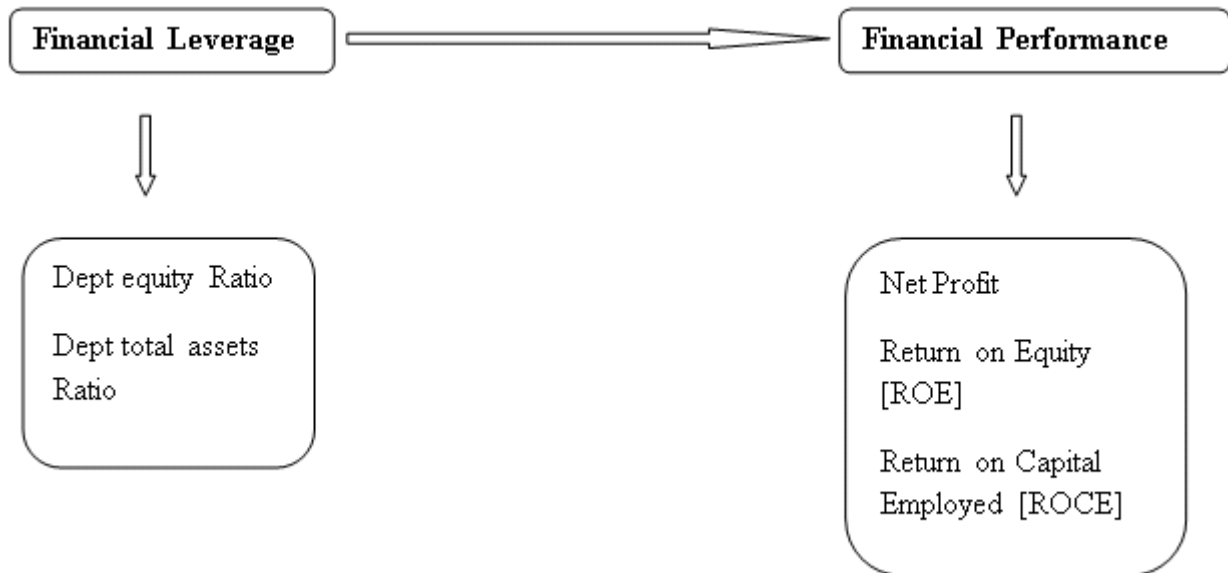 Financial Leverage
Financial Performance
Dept equity Ratio
Dept total assets
Ratio
Net Profit
Return on Equity
[ROE]
Return on Capital
Employed [ROCE]